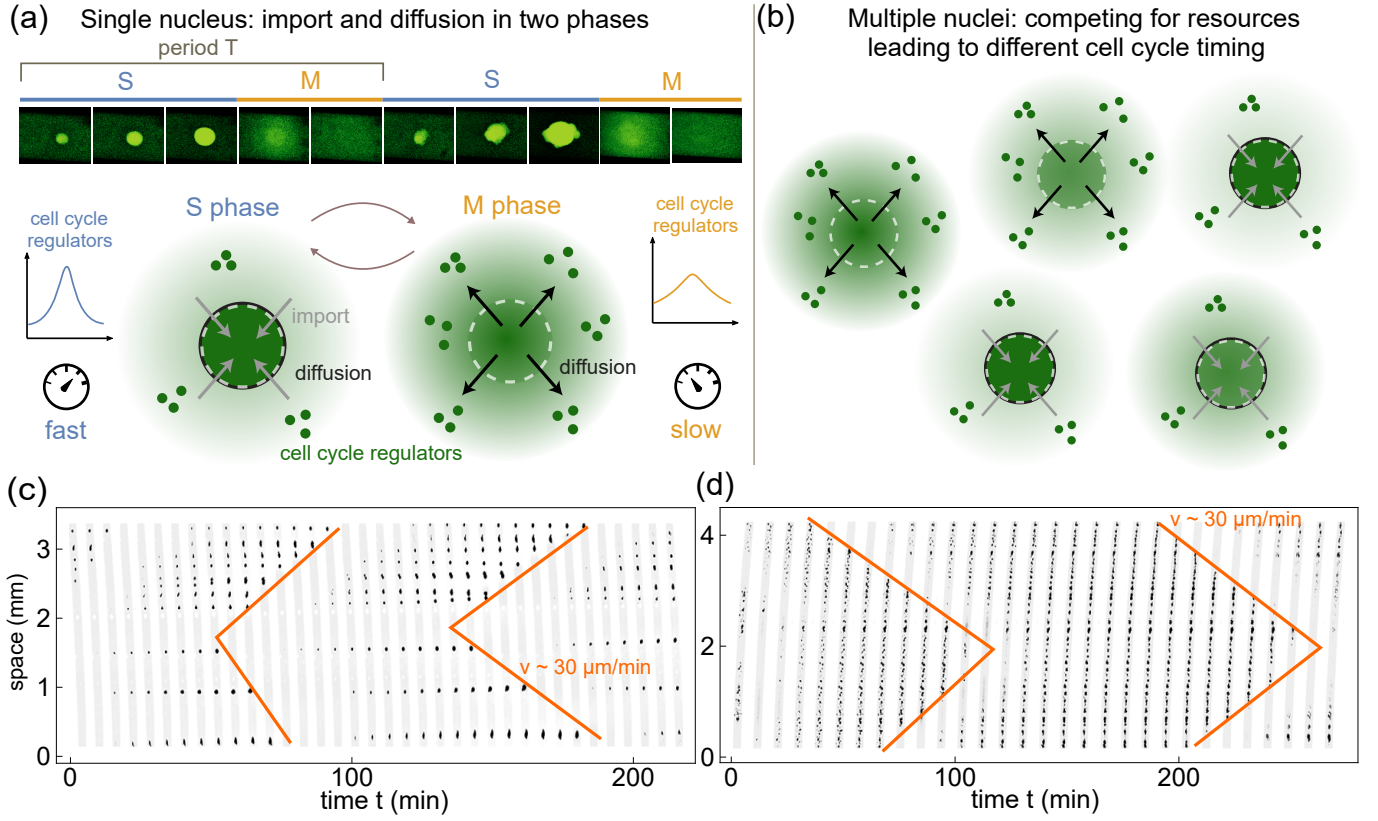 (a)
Single nucleus: import and diffusion in two phases
period T
S
M
S
M
cell cycle
regulators
S phase
M phase
cell cycle
regulators
import
diffusion
diffusion
fast
slow
cell cycle regulators
(b)
Multiple nuclei: competing for resources
leading to different cell cycle timing
(c)
space (mm)
3
2
1
0
v ~ 30 µm/min
0
100
200
time t (min)
(d)
4
2
0
v ~ 30 µm/min
0
100
200
time t (min)